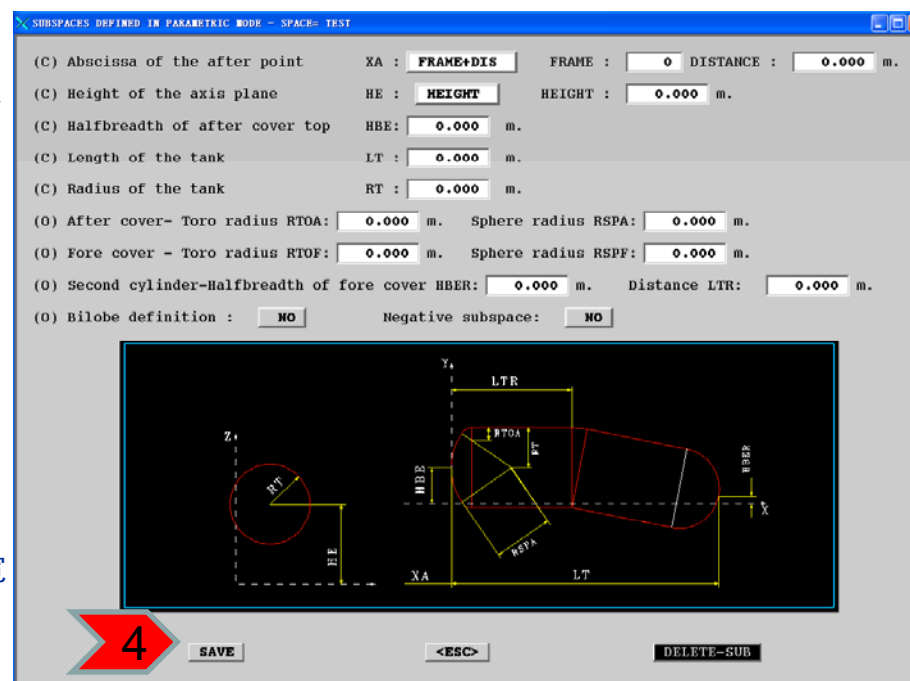 SUBSPACES DEFINED IN PARAMETRIC MODE - SPACE= TEST
(C) Abscissa of the after point XA : FRAME+DIS FRAME : 0 DISTANCE : 0.000 m.
(C) Height of the axis plane HE : HEIGHT HEIGHT : 0.000 m.
(C) Halfbreadth of after cover top HBE: 0.000 m.
(C) Length of the tank LT : 0.000 m.
(C) Radius of the tank RT : 0.000 m.
(O) After cover- Toro radius RTOA: 0.000 m. Sphere radius RSPA: 0.000 m.
(O) Fore cover - Toro radius RTOF: 0.000 m. Sphere radius RSPF: 0.000 m.
(O) Second cylinder-Halfbreadth of fore cover HBER: 0.000 m. Distance LTR: 0.000 m.
(O) Bilobe definition : NO Negative subspace: NO
Y
LTR
Z
RTOA
RT
HBE
HBER
RT
X
RSPA
HE
XA
LT
4
SAVE <ESC> DELETE-SUB